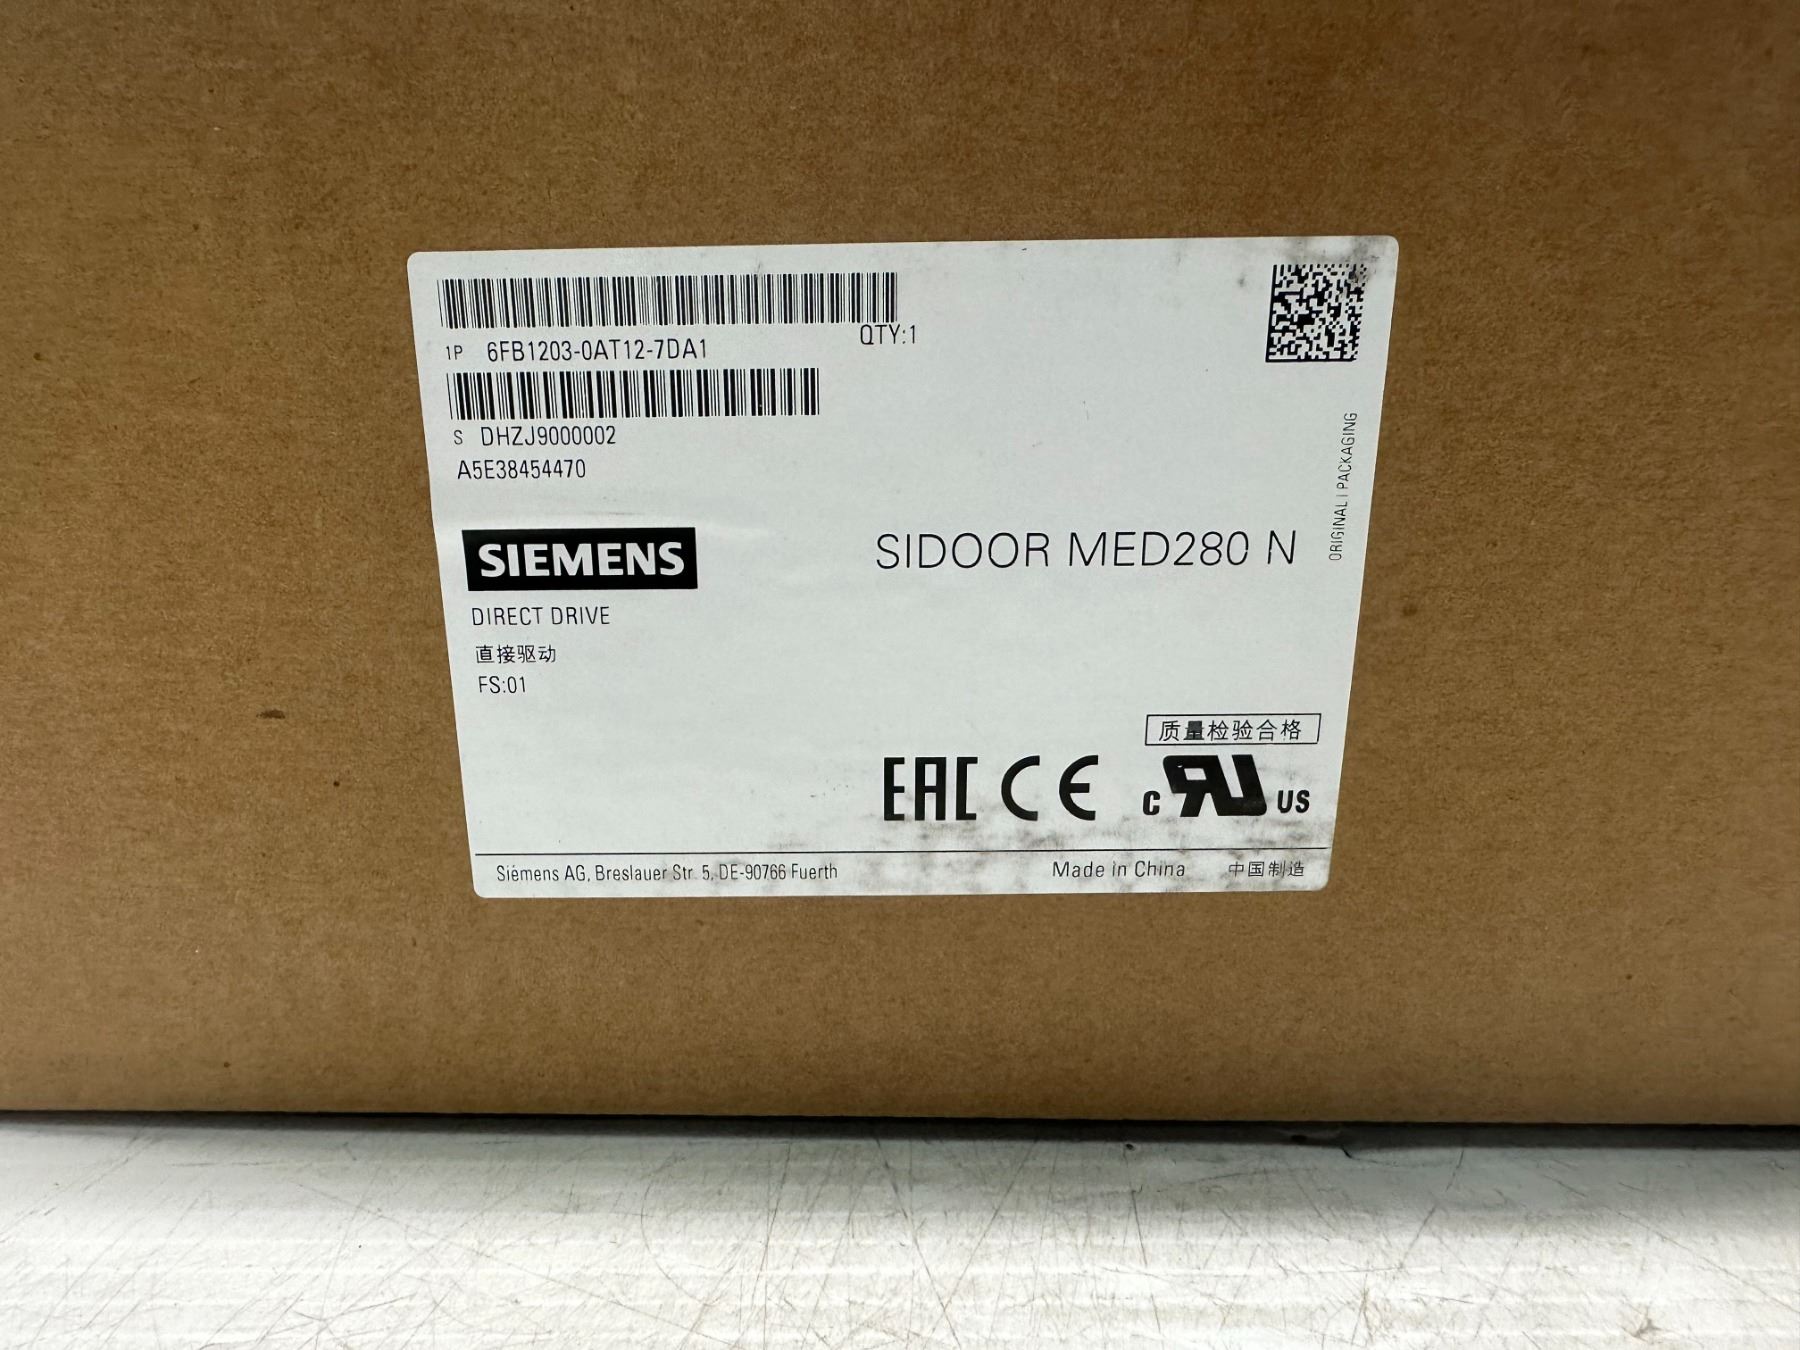 1P 6FB1203-0AT12-7DA1
QTY:1
S DHZJ9000002
A5E38454470
SIEMENS
SIDOOR MED280 N
ORIGINAL | PACKAGING
DIRECT DRIVE
直接驱动
FS:01
质量检验合格
EAC CE c RU US
Siemens AG, Breslauer Str. 5, DE-90766 Fuerth
Made in China 中国制造